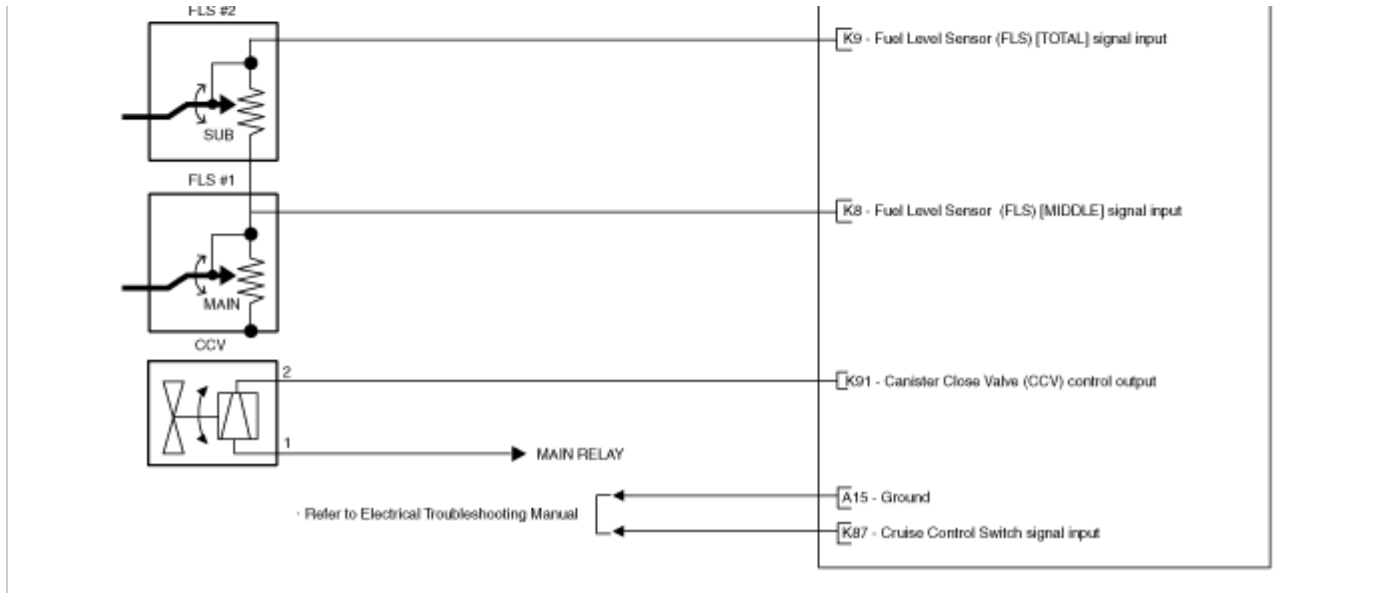 FLS #2
K9 - Fuel Level Sensor (FLS) [TOTAL] signal input
SUB
FLS #1
K8 - Fuel Level Sensor (FLS) [MIDDLE] signal input
MAIN
CCV
2
K91 - Canister Close Valve (CCV) control output
1
MAIN RELAY
A15 - Ground
· Refer to Electrical Troubleshooting Manual
K87 - Cruise Control Switch signal input